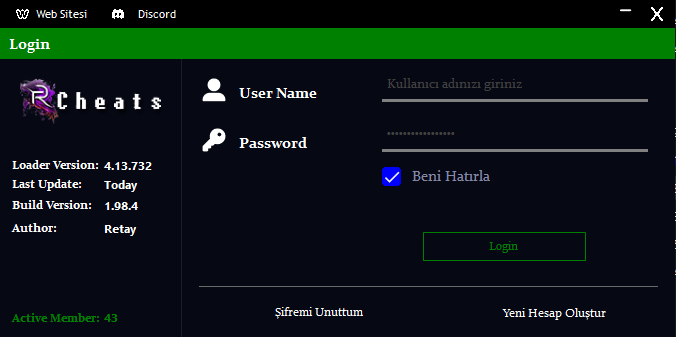 Web Sitesi Discord
Login
R Cheats
User Name Kullanıcı adınızı giriniz
Password
Beni Hatırla
Loader Version: 4.13.732
Last Update: Today
Build Version: 1.98.4
Author: Retay
Login
Active Member: 43
Şifremi Unuttum
Yeni Hesap Oluştur